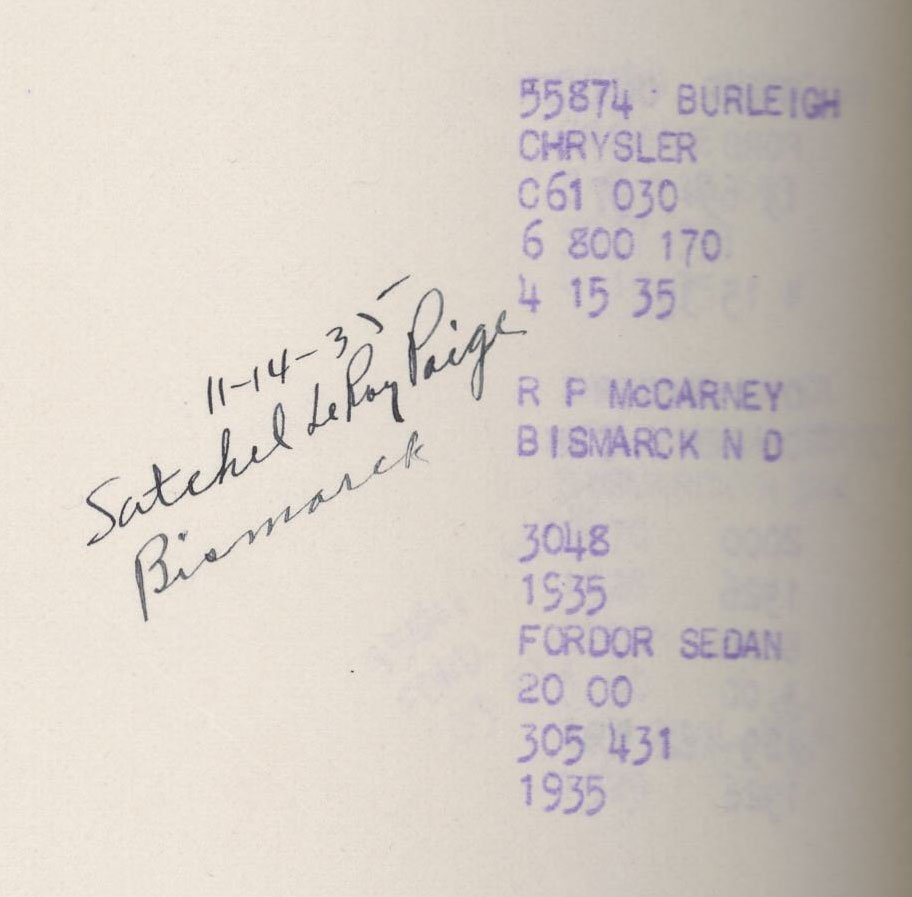 55874 BURLEIGH
CHRYSLER
C61 030
6 800 170
4 15 35
R P McCARNEY
BISMARCK N D
3048
1935
FORDOR SEDAN
20 00
305 431
1935
11-14-35
Satchel LeRoy Paige
Bismarck